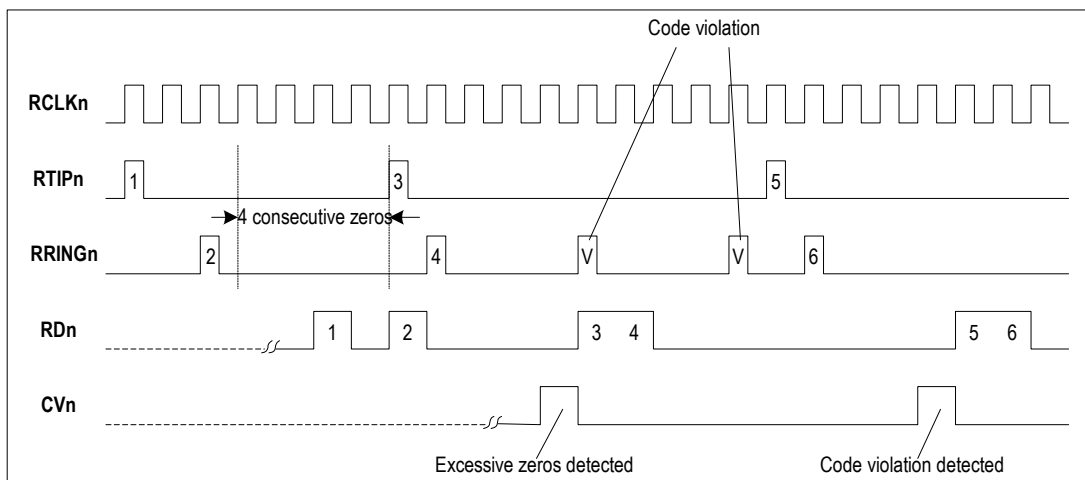 Code violation
RCLKn
RTIPn
1
3
5
4 consecutive zeros
RRINGn
2
4
V
V
6
RDn
1
2
3 4
5 6
CVn
Excessive zeros detected
Code violation detected